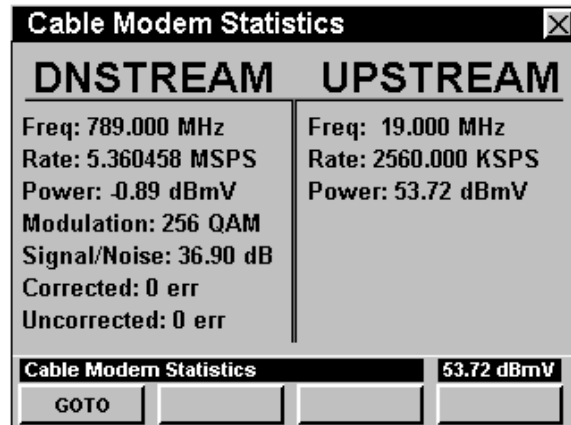 Cable Modem Statistics
DNSTREAM
Freq: 789.000 MHz
Rate: 5.360458 MSPS
Power: -0.89 dBmV
Modulation: 256 QAM
Signal/Noise: 36.90 dB
Corrected: 0 err
Uncorrected: 0 err
UPSTREAM
Freq: 19.000 MHz
Rate: 2560.000 KSPS
Power: 53.72 dBmV
Cable Modem Statistics
53.72 dBmV
GOTO